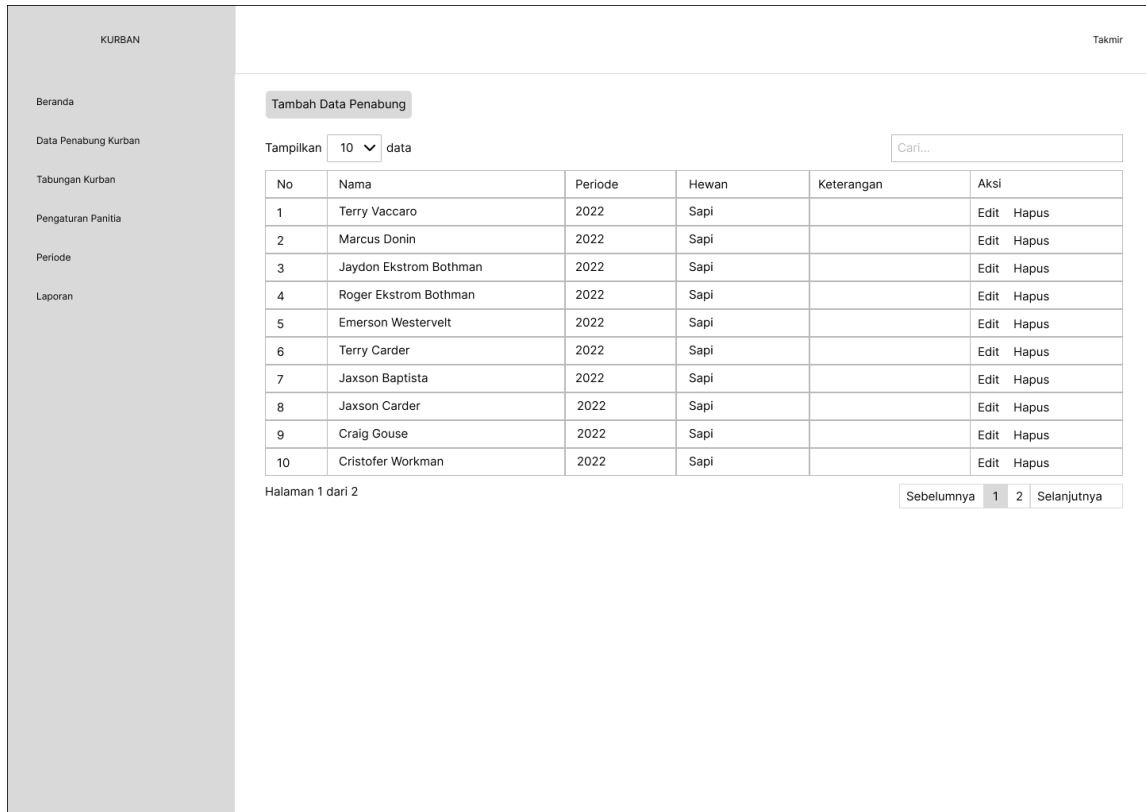 KURBAN
Takmir
Beranda
Data Penabung Kurban
Tabungan Kurban
Pengaturan Panitia
Periode
Laporan
Tambah Data Penabung
Tampilkan 10 data
Cari...
No Nama Periode Hewan Keterangan Aksi
1 Terry Vaccaro 2022 Sapi Edit Hapus
2 Marcus Donin 2022 Sapi Edit Hapus
3 Jaydon Ekstrom Bothman 2022 Sapi Edit Hapus
4 Roger Ekstrom Bothman 2022 Sapi Edit Hapus
5 Emerson Westervelt 2022 Sapi Edit Hapus
6 Terry Carder 2022 Sapi Edit Hapus
7 Jaxson Baptista 2022 Sapi Edit Hapus
8 Jaxson Carder 2022 Sapi Edit Hapus
9 Craig Gouse 2022 Sapi Edit Hapus
10 Cristofer Workman 2022 Sapi Edit Hapus
Halaman 1 dari 2
Sebelumnya 1 2 Selanjutnya